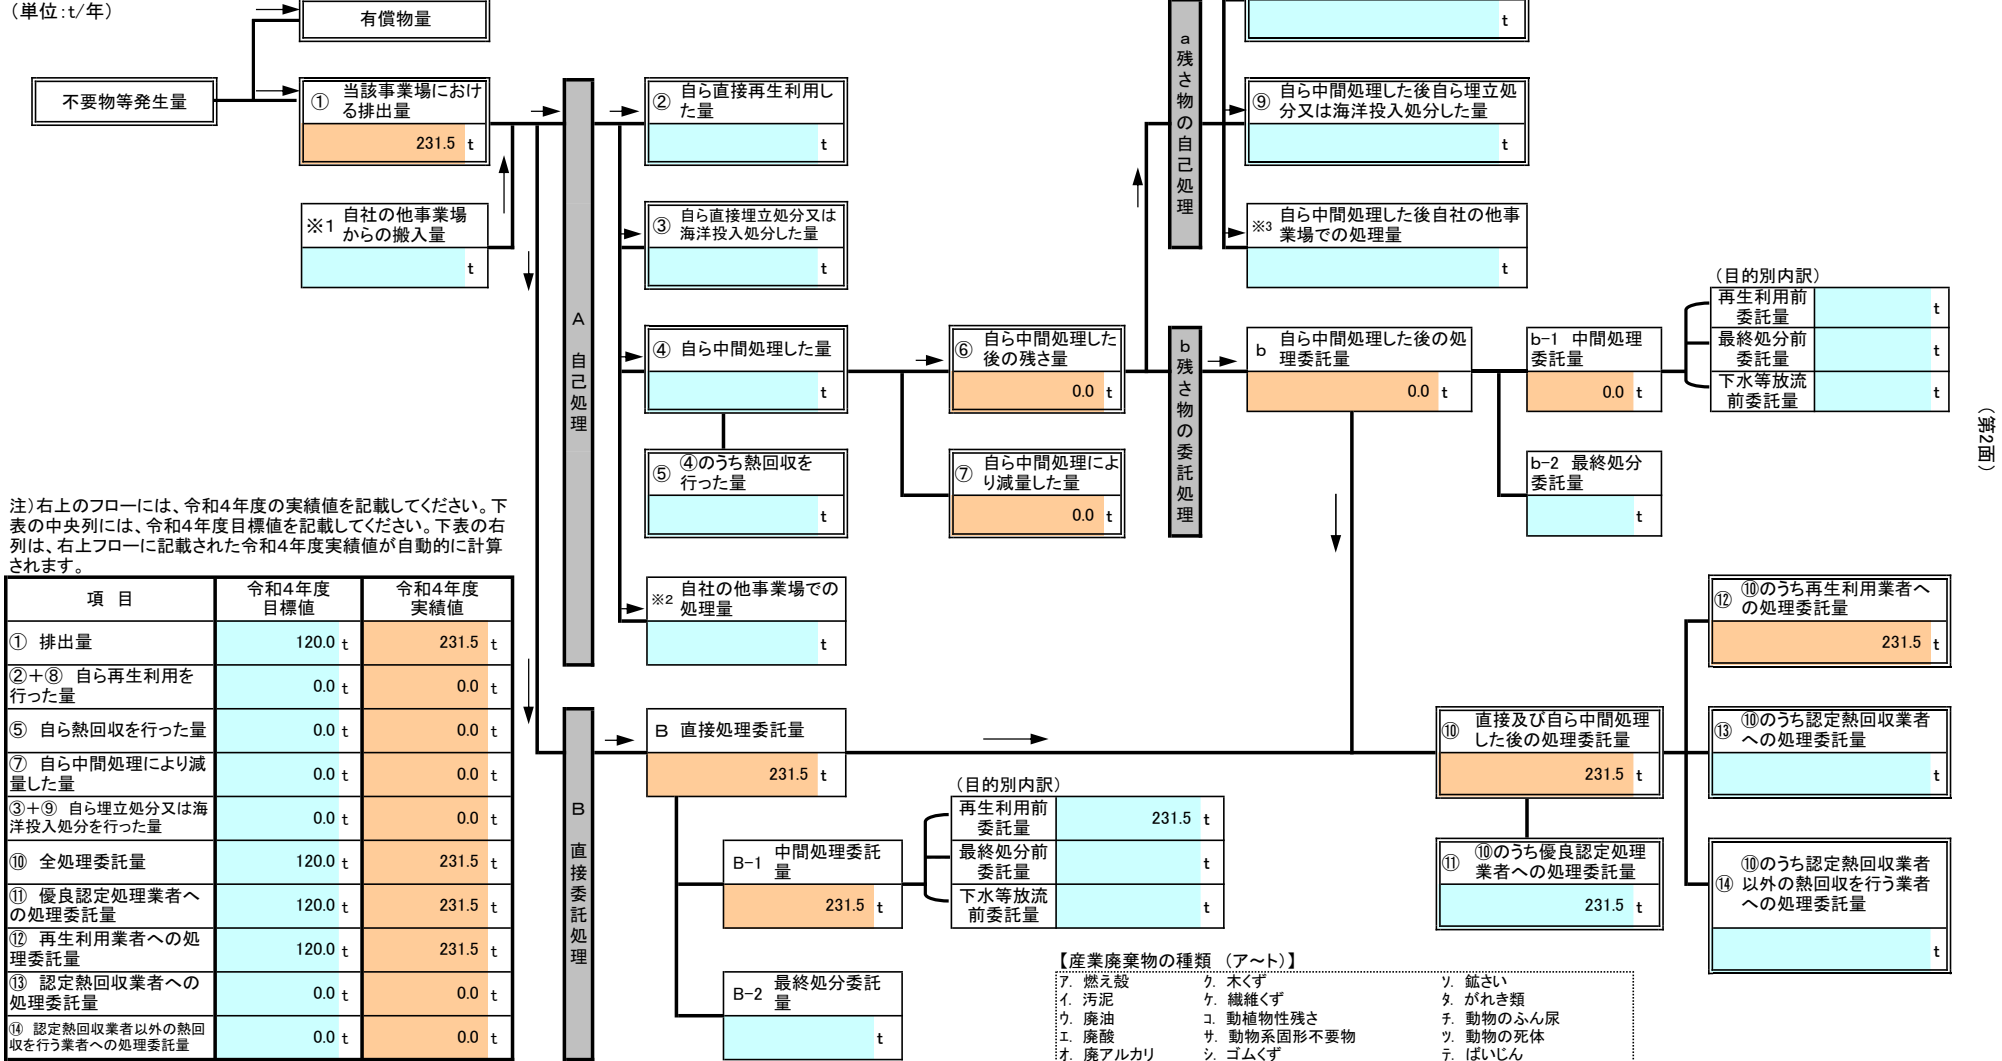 （単位：t/年）
有償物量
不要物等発生量
① 当該事業場におけ
る排出量
231.5 t
※1 自社の他事業場
からの搬入量
t
A
自
己
処
理
② 自ら直接再生利用し
た量
t
③ 自ら直接埋立処分又は
海洋投入処分した量
t
④ 自ら中間処理した量
t
⑤ ④のうち熱回収を
行った量
t
※2 自社の他事業場での
処理量
t
⑥ 自ら中間処理した
後の残さ量
0.0 t
⑦ 自ら中間処理によ
り減量した量
0.0 t
a
残
さ
物
の
自
己
処
理
t
⑨ 自ら中間処理した後自ら埋立処
分又は海洋投入処分した量
t
※3 自ら中間処理した後自社の他事
業場での処理量
t
b
残
さ
物
の
委
託
処
理
b 自ら中間処理した後の処
理委託量
0.0 t
b-1 中間処理
委託量
0.0 t
b-2 最終処分
委託量
t
（目的別内訳）
再生利用前
委託量
t
最終処分前
委託量
t
下水等放流
前委託量
t
（第2面）
注）右上のフローには、令和4年度の実績値を記載してください。下
表の中央列には、令和4年度目標値を記載してください。下表の右
列は、右上フローに記載された令和4年度実績値が自動的に計算
されます。
項 目
令和4年度
目標値
令和4年度
実績値
① 排出量 120.0 t 231.5 t
②＋⑧ 自ら再生利用を
行った量
0.0 t 0.0 t
⑤ 自ら熱回収を行った量 0.0 t 0.0 t
⑦ 自ら中間処理により減
量した量
0.0 t 0.0 t
③＋⑨ 自ら埋立処分又は海
洋投入処分を行った量
0.0 t 0.0 t
⑩ 全処理委託量 120.0 t 231.5 t
⑪ 優良認定処理業者へ
の処理委託量
120.0 t 231.5 t
⑫ 再生利用業者への処
理委託量
120.0 t 231.5 t
⑬ 認定熱回収業者への
処理委託量
0.0 t 0.0 t
⑭ 認定熱回収業者以外の熱回
収を行う業者への処理委託量
0.0 t 0.0 t
B
直
接
委
託
処
理
B 直接処理委託量
231.5 t
B-1 中間処理委託
量
231.5 t
B-2 最終処分委託
量
t
（目的別内訳）
再生利用前
委託量
231.5 t
最終処分前
委託量
t
下水等放流
前委託量
t
⑩ 直接及び自ら中間処理
した後の処理委託量
231.5 t
⑪ ⑩のうち優良認定処理
業者への処理委託量
231.5 t
⑫ ⑩のうち再生利用業者へ
の処理委託量
231.5 t
⑬ ⑩のうち認定熱回収業者
への処理委託量
t
⑭ ⑩のうち認定熱回収業者
以外の熱回収を行う業者
への処理委託量
t
【産業廃棄物の種類 （ア～ト）】
ｱ. 燃え殻 ｸ. 木くず ｿ. 鉱さい
ｲ. 汚泥 ｹ. 繊維くず ﾀ. がれき類
ｳ. 廃油 ｺ. 動植物性残さ ﾁ. 動物のふん尿
ｴ. 廃酸 ｻ. 動物系固形不要物 ﾂ. 動物の死体
ｵ. 廃アルカリ ｼ. ゴムくず ﾃ. ばいじん